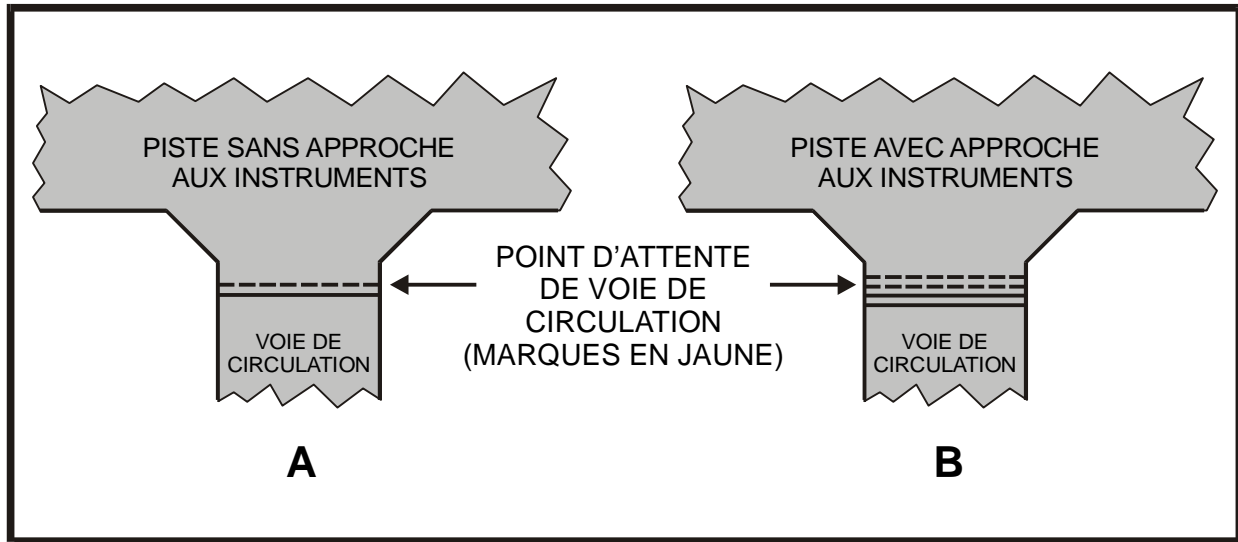 PISTE SANS APPROCHE
AUX INSTRUMENTS
PISTE AVEC APPROCHE
AUX INSTRUMENTS
POINT D'ATTENTE
DE VOIE DE
CIRCULATION
(MARQUES EN JAUNE)
VOIE DE
CIRCULATION
VOIE DE
CIRCULATION
A
B